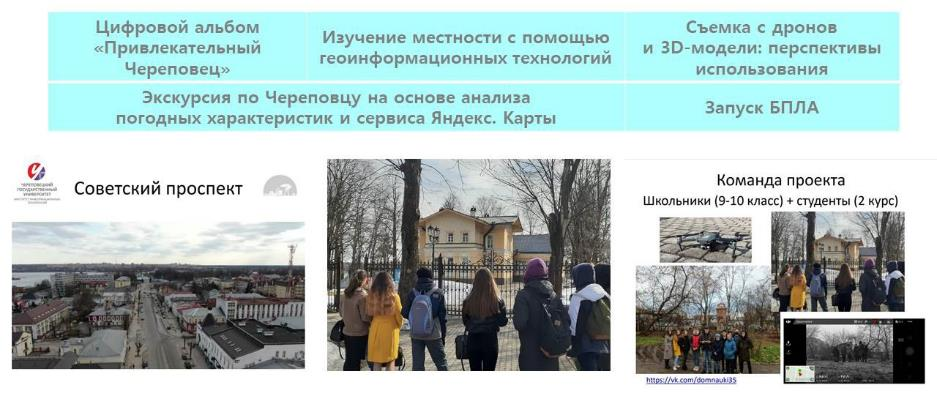 Цифровой альбом
«Привлекательный
Череповец»
Изучение местности с помощью
геоинформационных технологий
Съемка с дронов
и 3D-модели: перспективы
использования
Экскурсия по Череповцу на основе анализа
погодных характеристик и сервиса Яндекс. Карты
Запуск БПЛА
ЧЕРЕПОВЕЦКИЙ
ГОСУДАРСТВЕННЫЙ
УНИВЕРСИТЕТ
Советский проспект
Команда проекта
Школьники (9-10 класс) + студенты (2 курс)
https://vk.com/domnauki35